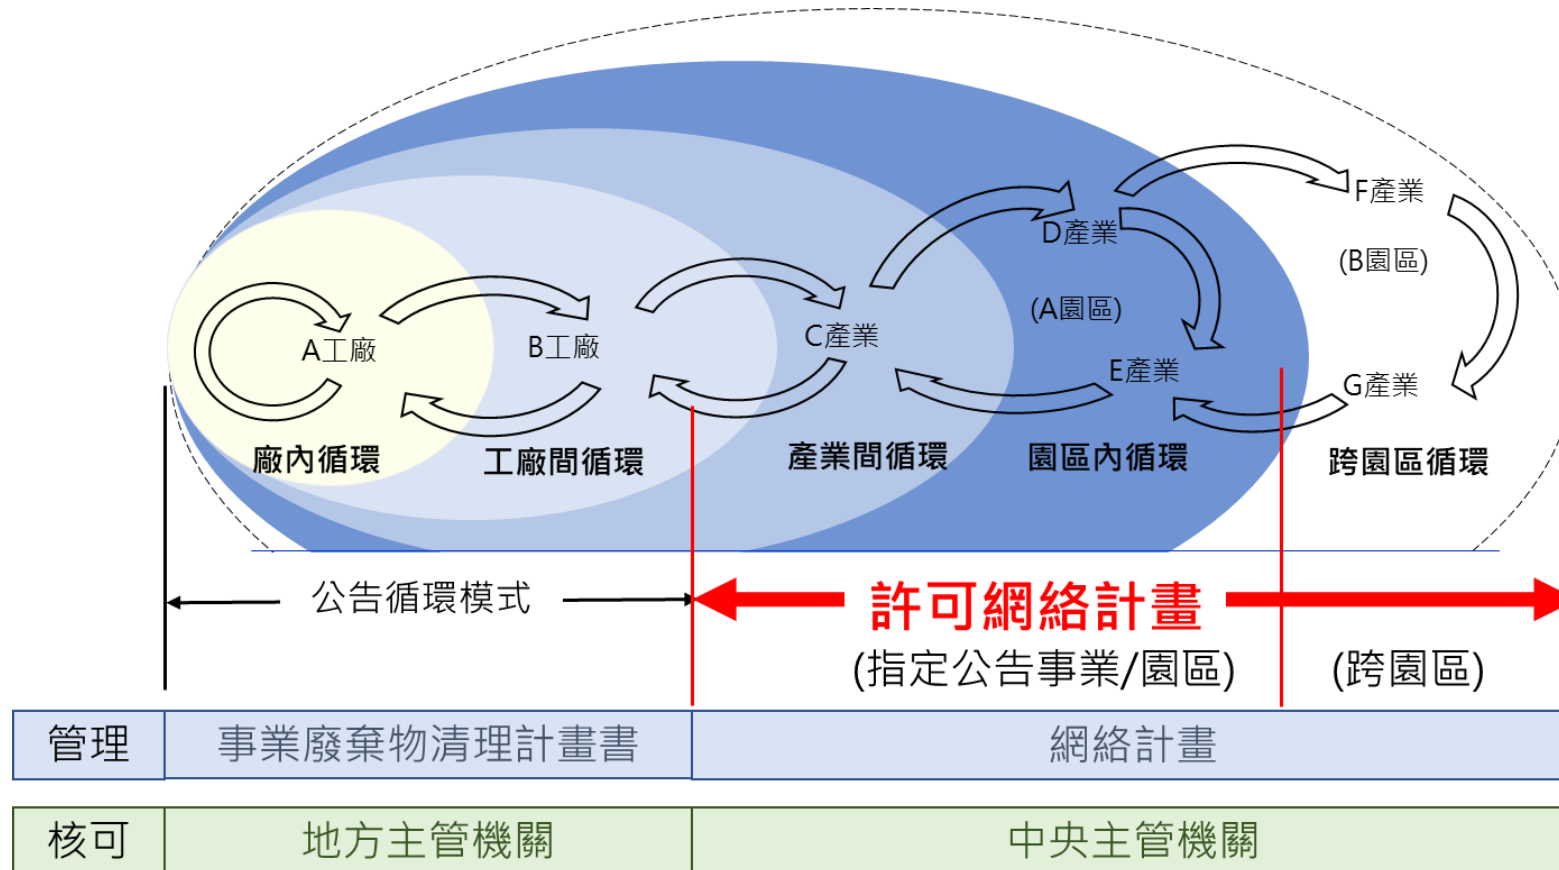 F產業
D產業
(B園區)
(A園區)
C產業
B工廠
A工廠
E產業
G產業
廠內循環
工廠間循環
產業間循環
園區內循環
跨園區循環
公告循環模式
許可網絡計畫
(指定公告事業/園區)
(跨園區)
管理
事業廢棄物清理計畫書
網絡計畫
核可
地方主管機關
中央主管機關